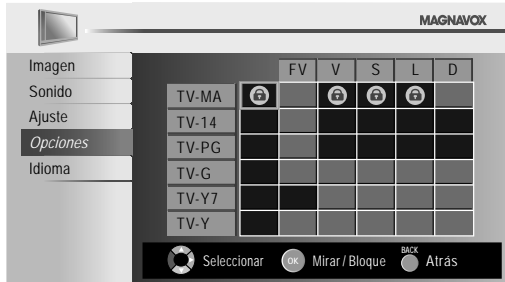 MAGNAVOX
Imagen
Sonido
Ajuste
Opciones
Idioma
FV V S L D
TV-MA
TV-14
TV-PG
TV-G
TV-Y7
TV-Y
Seleccionar OK Mirar / Bloque BACK Atrás